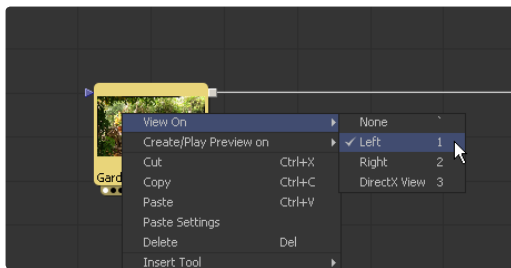 View On
None `
Create/Play Preview on
Left 1
Cut Ctrl+X
Right 2
Copy Ctrl+C
DirectX View 3
Gard
Paste Ctrl+V
Paste Settings
Delete Del
Insert Tool